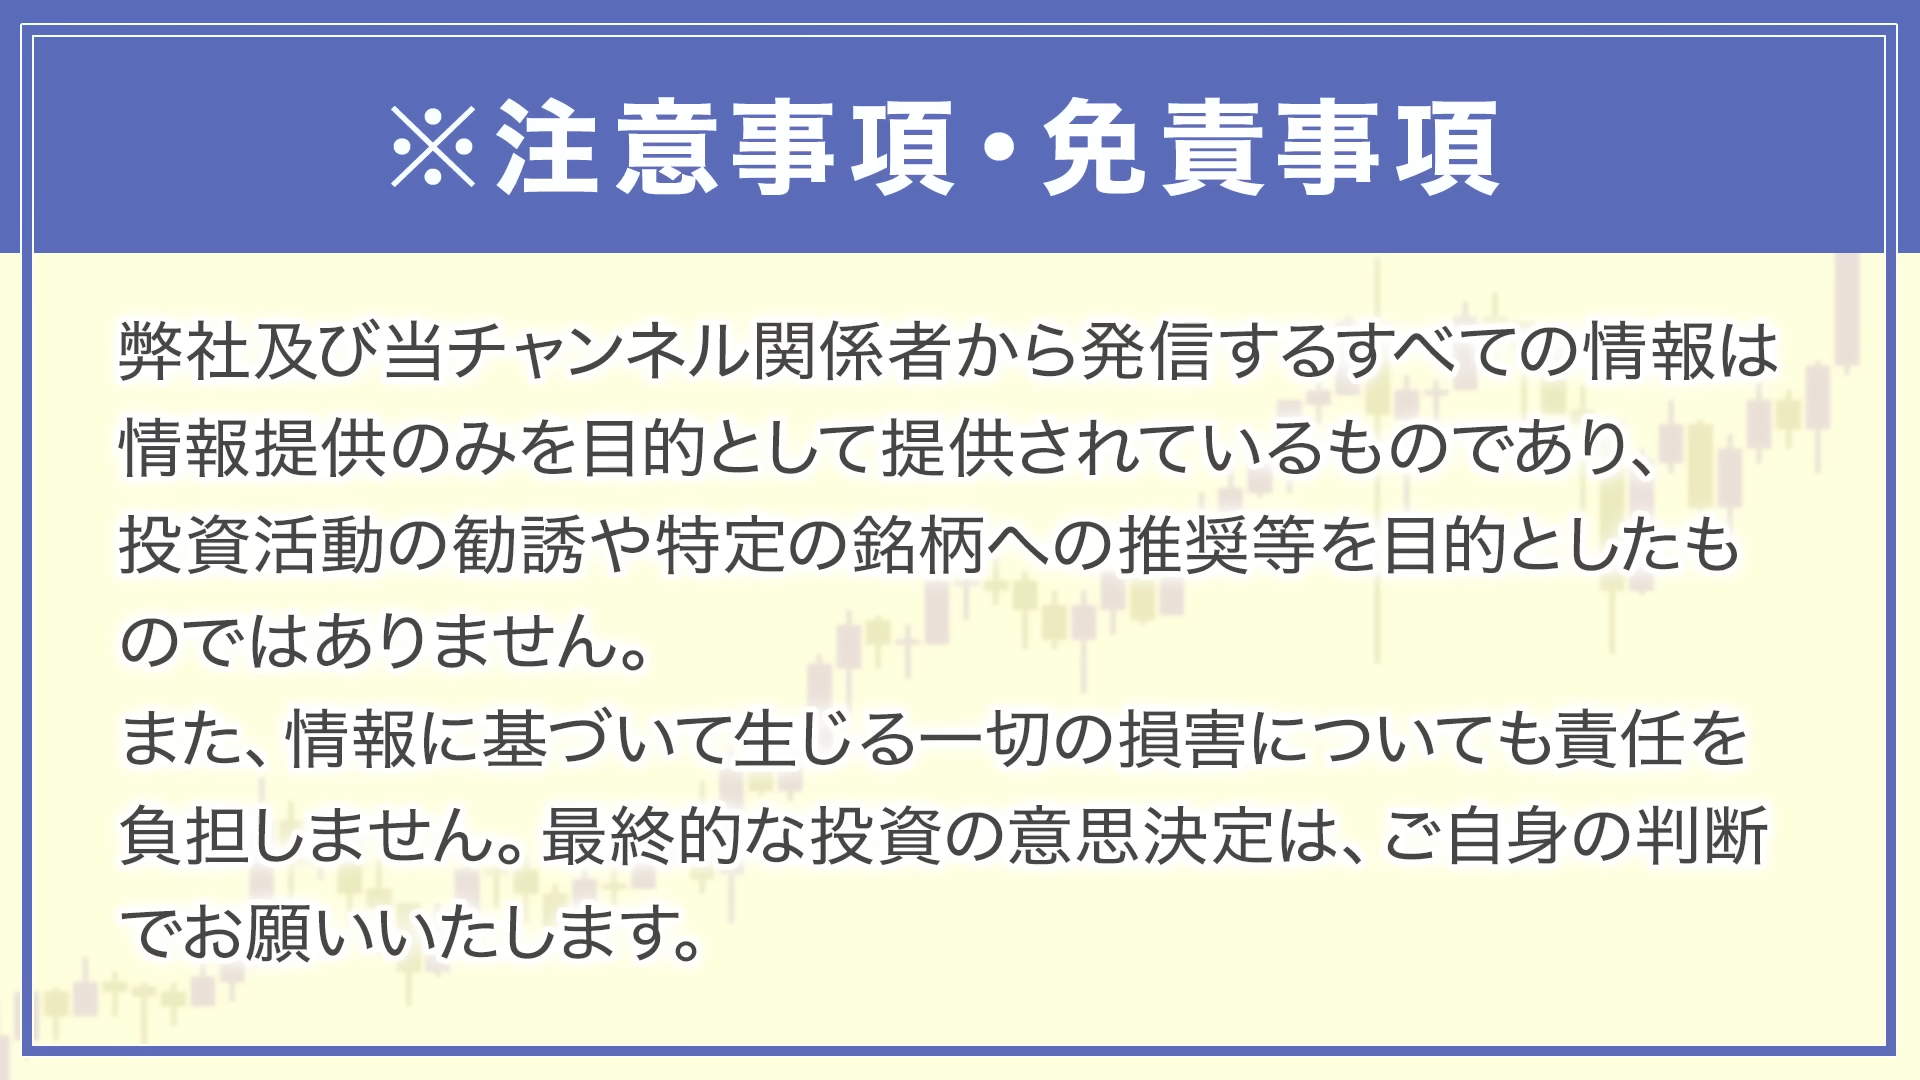 ※注意事項・免責事項
弊社及び当チャンネル関係者から発信するすべての情報は
情報提供のみを目的として提供されているものであり、
投資活動の勧誘や特定の銘柄への推奨等を目的としたも
のではありません。
また、情報に基づいて生じる一切の損害についても責任を
負担しません。最終的な投資の意思決定は、ご自身の判断
でお願いいたします。